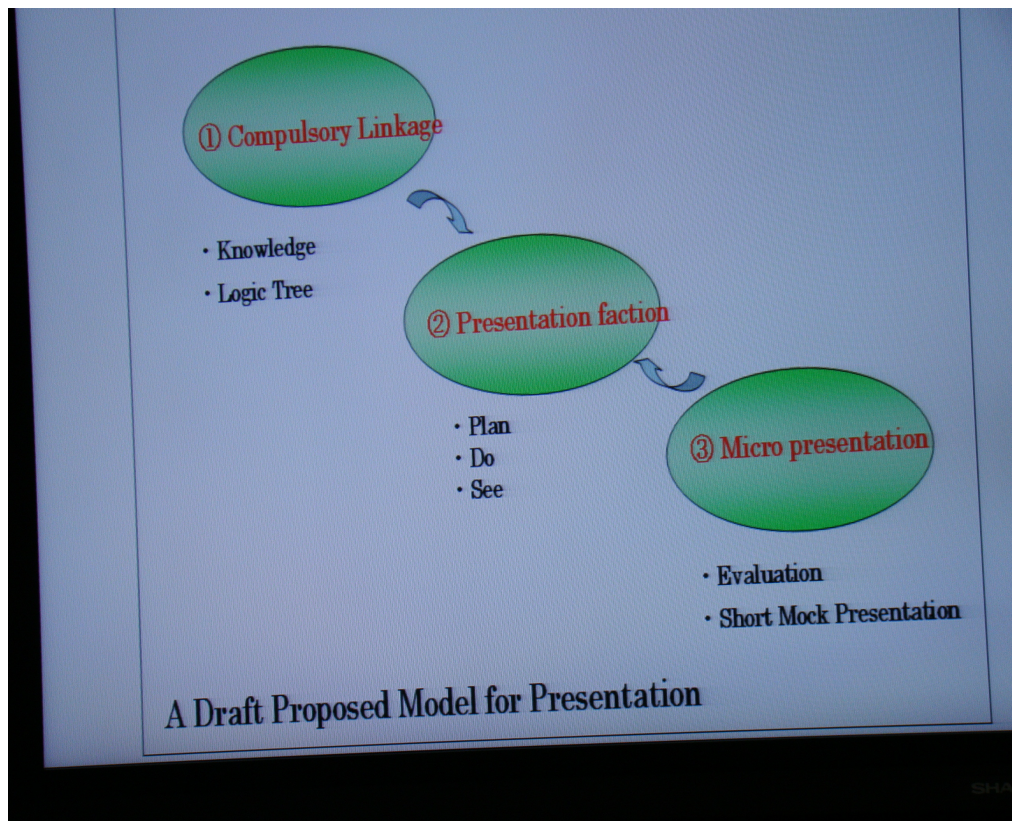 ① Compulsory Linkage
・Knowledge
・Logic Tree
② Presentation faction
・Plan
・Do
・See
③ Micro presentation
・Evaluation
・Short Mock Presentation
A Draft Proposed Model for Presentation
SHA